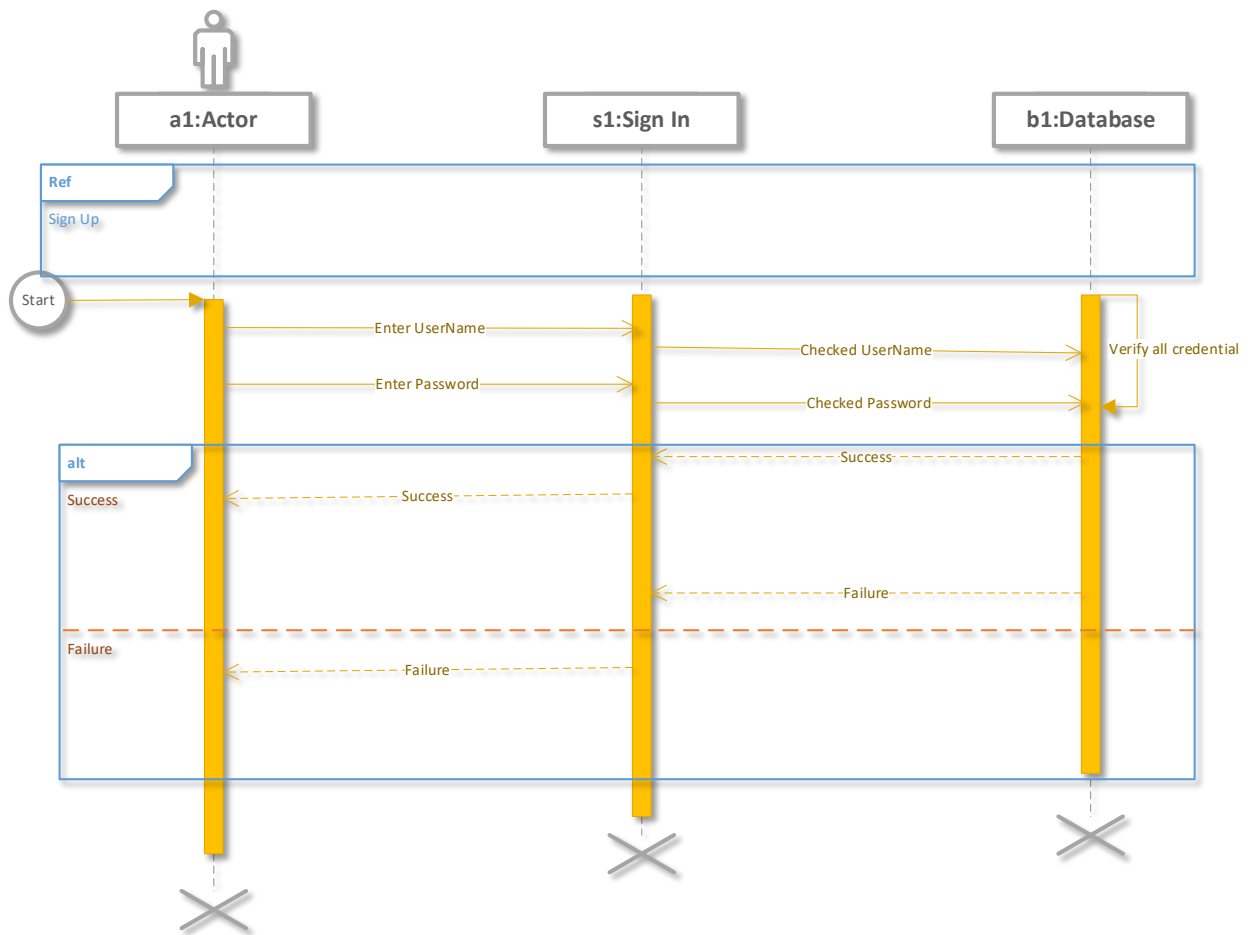 a1:Actor
s1:Sign In
b1:Database
Ref
Sign Up
Start
Enter UserName
Checked UserName
Verify all credential
Enter Password
Checked Password
alt
Success
Success
Success
Failure
Failure
Failure